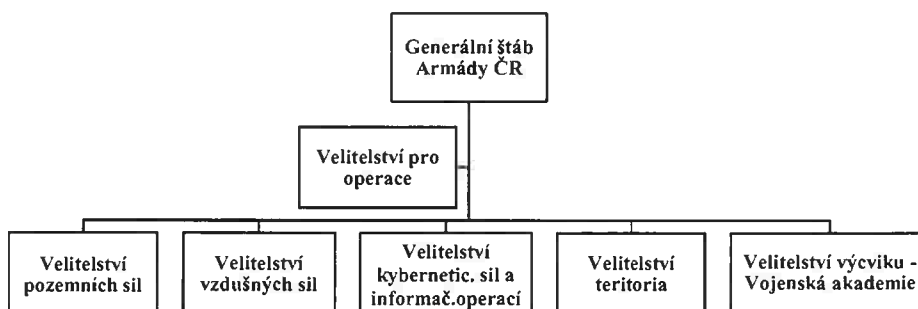 Generální štáb
Armády ČR
Velitelství pro
operace
Velitelství
pozemních sil
Velitelství
vzdušných sil
Velitelství
kybernetic. sil a
informač.operací
Velitelství
teritoria
Velitelství výcviku -
Vojenská akademie